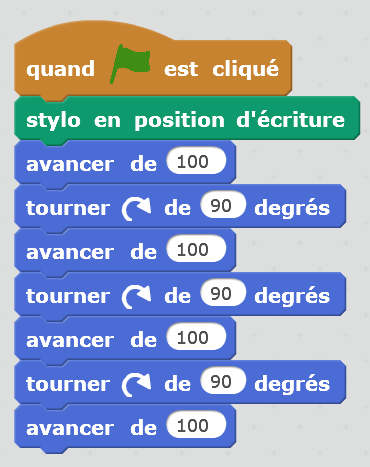 quand est cliqué
stylo en position d'écriture
avancer de 100
tourner de 90 degrés
avancer de 100
tourner de 90 degrés
avancer de 100
tourner de 90 degrés
avancer de 100